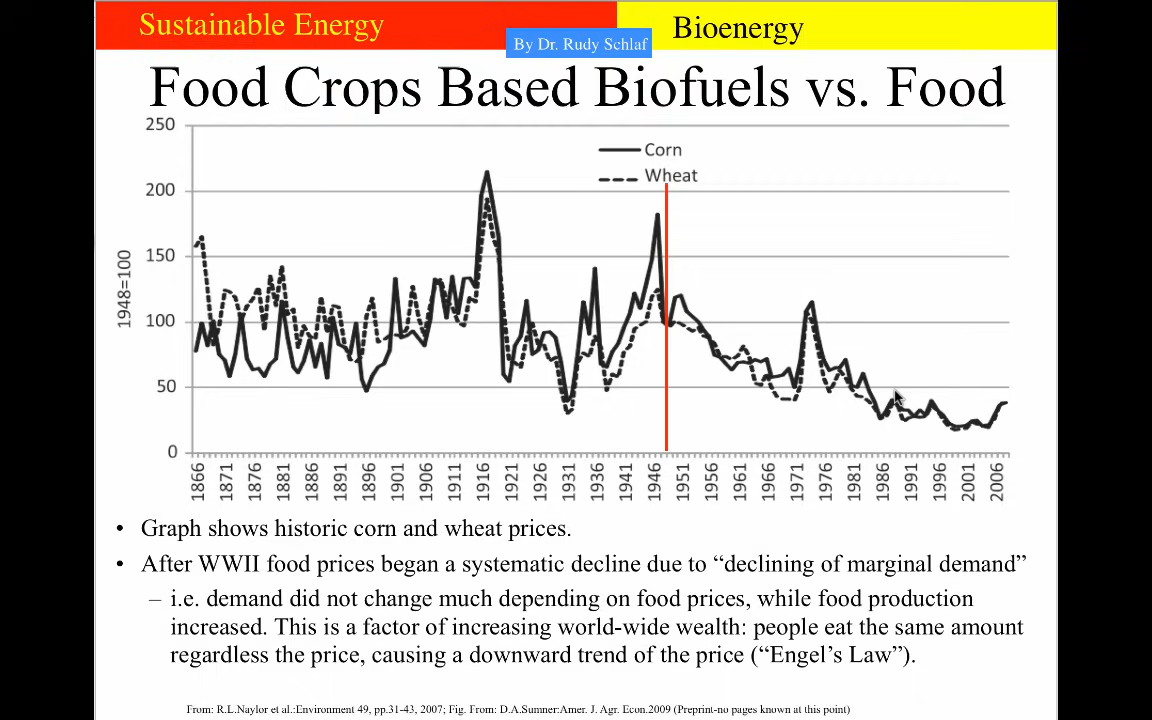 Sustainable Energy
Bioenergy
By Dr. Rudy Schlaf
Food Crops Based Biofuels vs. Food
250
200
150
100
50
0
1948=100
Corn
Wheat
1866 1871 1876 1881 1886 1891 1896 1901 1906 1911 1916 1921 1926 1931 1936 1941 1946 1951 1956 1961 1966 1971 1976 1981 1986 1991 1996 2001 2006
• Graph shows historic corn and wheat prices.
• After WWII food prices began a systematic decline due to “declining of marginal demand”
– i.e. demand did not change much depending on food prices, while food production
increased. This is a factor of increasing world-wide wealth: people eat the same amount
regardless the price, causing a downward trend of the price (“Engel’s Law”).
From: R.L.Naylor et al.:Environment 49, pp.31-43, 2007; Fig. From: D.A.Sumner:Amer. J. Agr. Econ.2009 (Preprint-no pages known at this point)